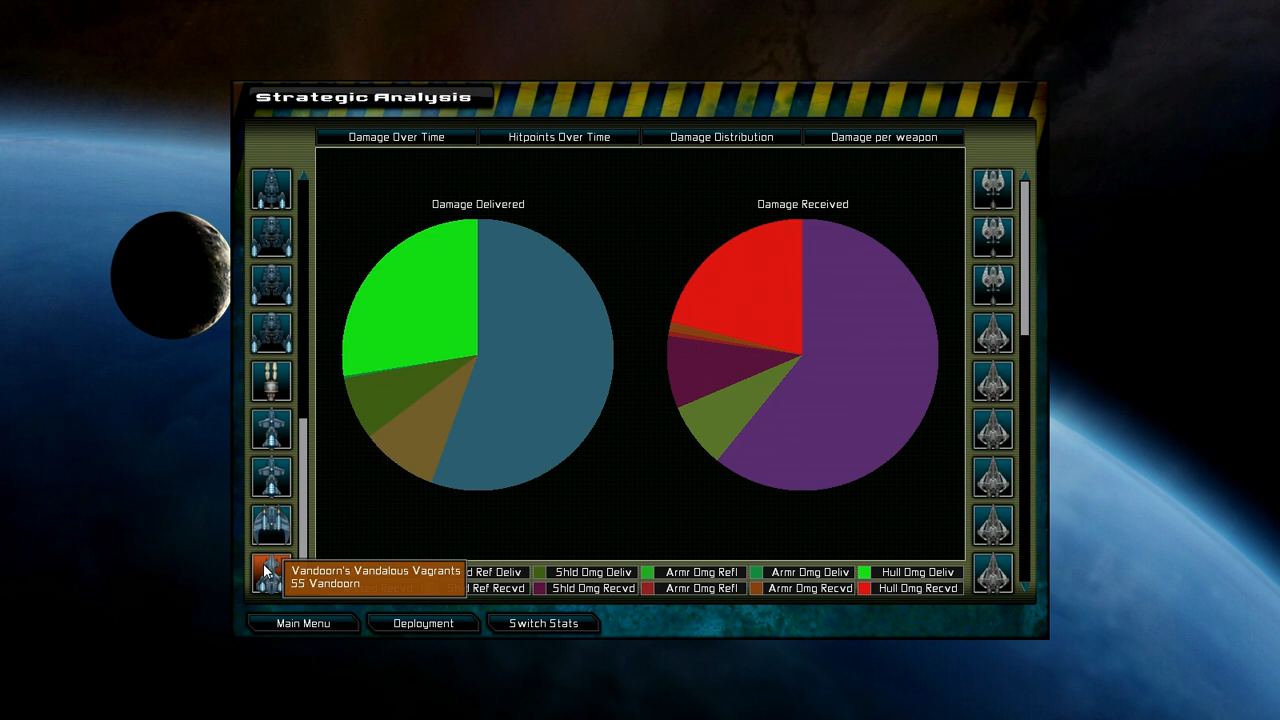 Strategic Analysis
Damage Over Time
Hitpoints Over Time
Damage Distribution
Damage per weapon
Damage Delivered
Damage Received
Vandoorn's Vandalous Vagrants
SS Vandoorn
Ref Deliv
Shld Dmg Deliv
Armr Dmg Refl
Armr Dmg Deliv
Hull Dmg Deliv
Ref Recvd
Shld Dmg Recvd
Armr Dmg Refl
Armr Dmg Recvd
Hull Dmg Recvd
Main Menu
Deployment
Switch Stats